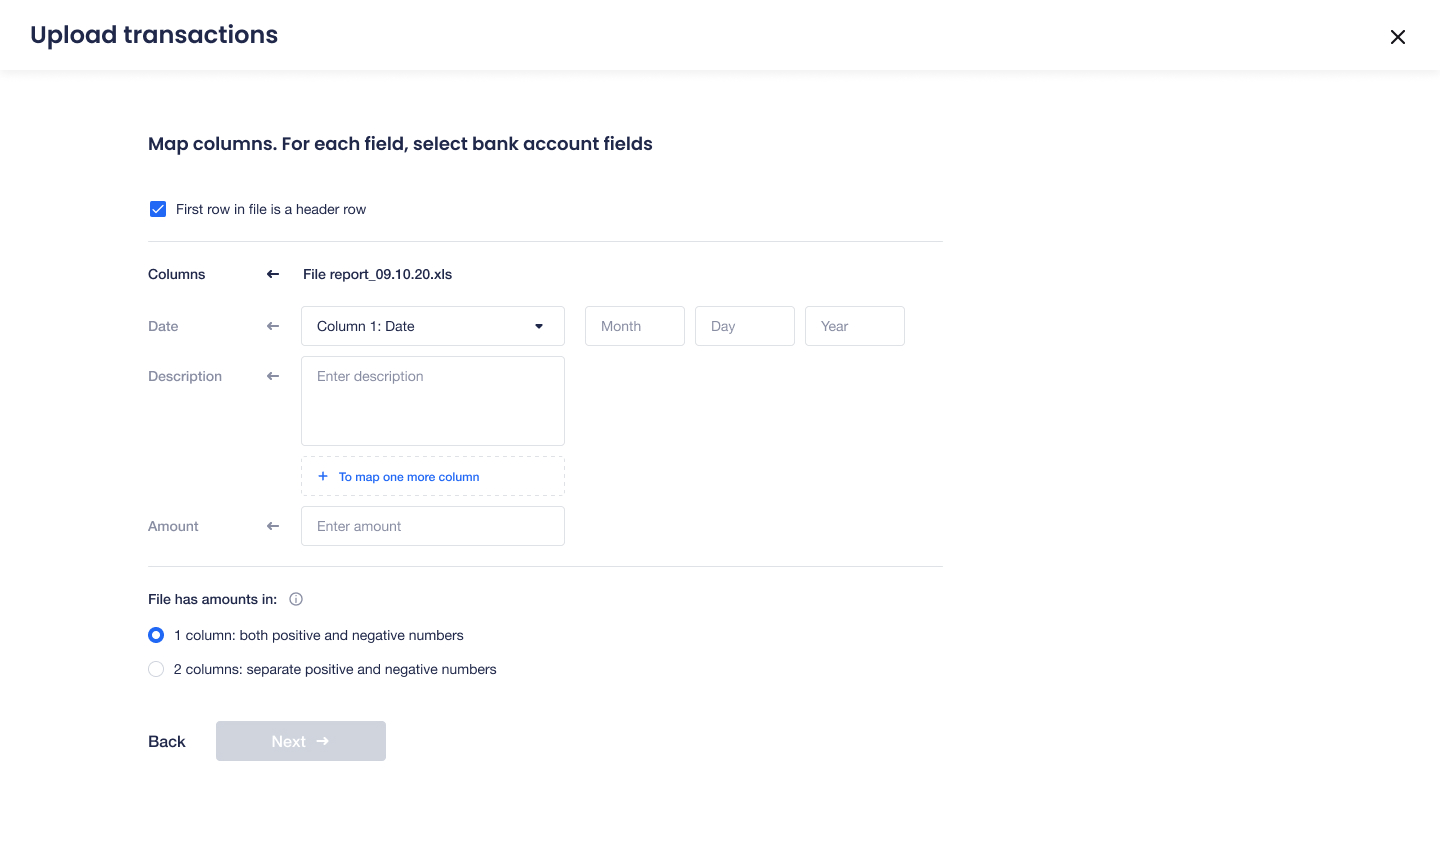 Upload transactions
Map columns. For each field, select bank account fields
First row in file is a header row
Columns File report_09.10.20.xls
Date Column 1: Date Month Day Year
Description Enter description
+ To map one more column
Amount Enter amount
File has amounts in:
1 column: both positive and negative numbers
2 columns: separate positive and negative numbers
Back Next